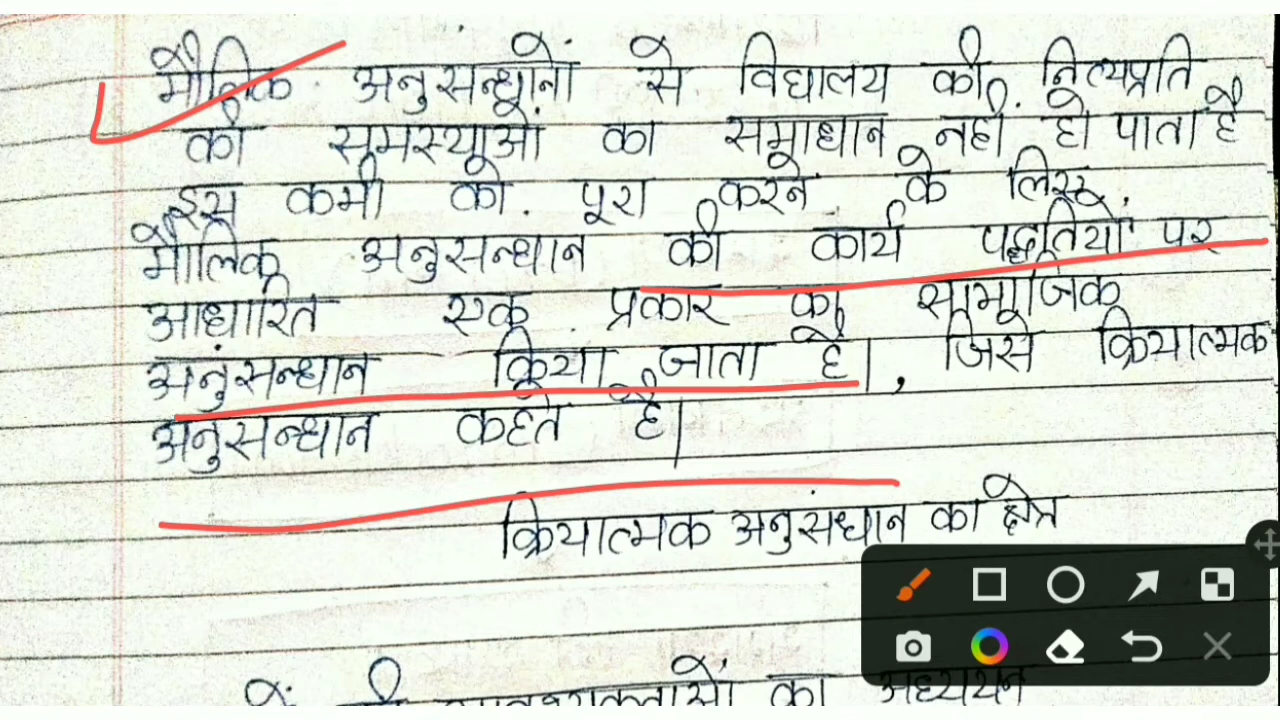 मौलिक अनुसन्धानों से विद्यालय की नित्यप्रति
की समस्याओं का समाधान नहीं हो पाता है
इस कमी को पूरा करने के लिए
मौलिक अनुसन्धान की कार्य पद्धतियों पर
आधारित एक प्रकार का सामाजिक
अनुसन्धान किया जाता है।, जिसे क्रियात्मक
अनुसन्धान कहते है।
क्रियात्मक अनुसंधान का क्षेत्र
की आवश्यकताओं का अध्ययन